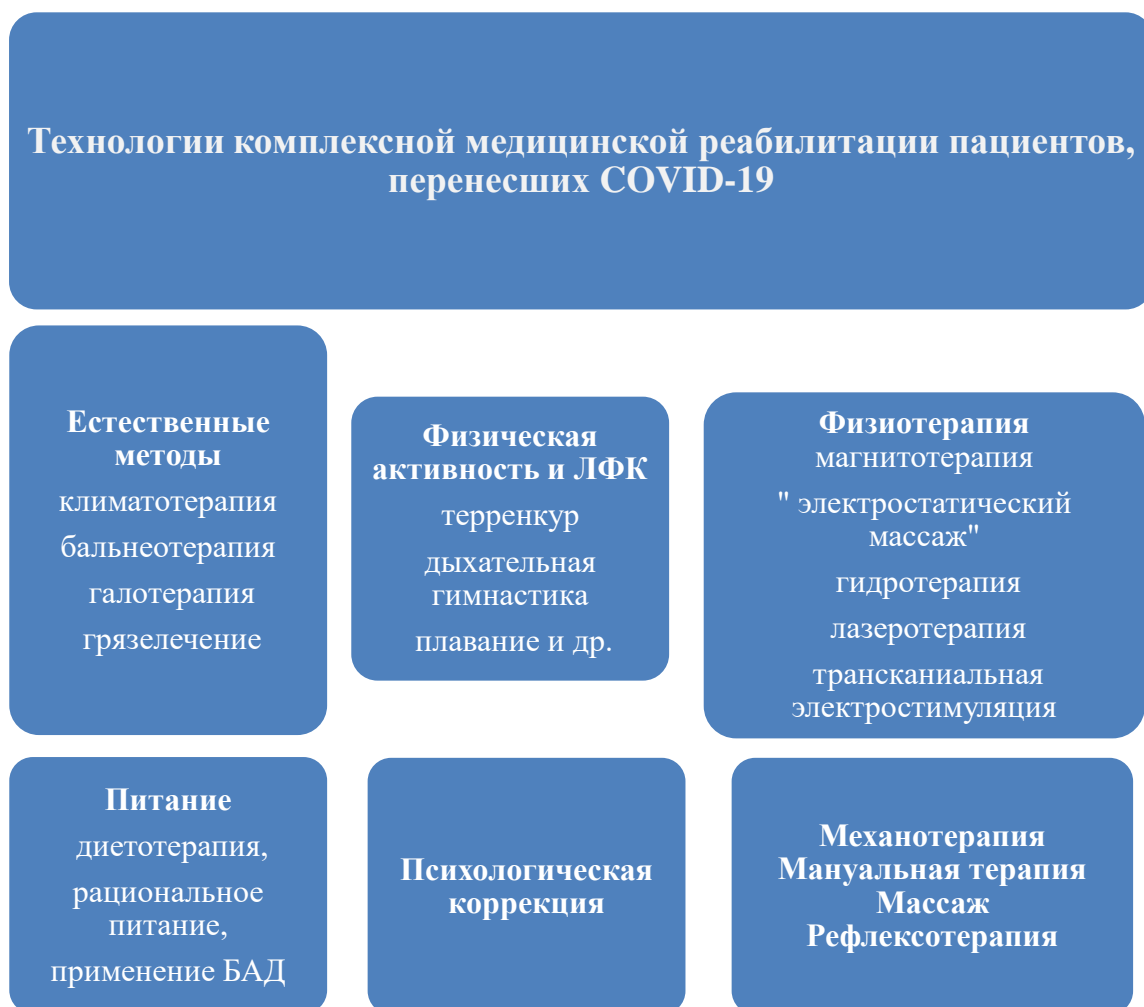 Технологии комплексной медицинской реабилитации пациентов,
перенесших COVID-19
Естественные
методы
климатотерапия
бальнеотерапия
галотерапия
грязелечение
Физическая
активность и ЛФК
терренкур
дыхательная
гимнастика
плавание и др.
Физиотерапия
магнитотерапия
" электростатический
массаж"
гидротерапия
лазеротерапия
трансканиальная
электростимуляция
Питание
диетотерапия,
рациональное
питание,
применение БАД
Психологическая
коррекция
Механотерапия
Мануальная терапия
Массаж
Рефлексотерапия